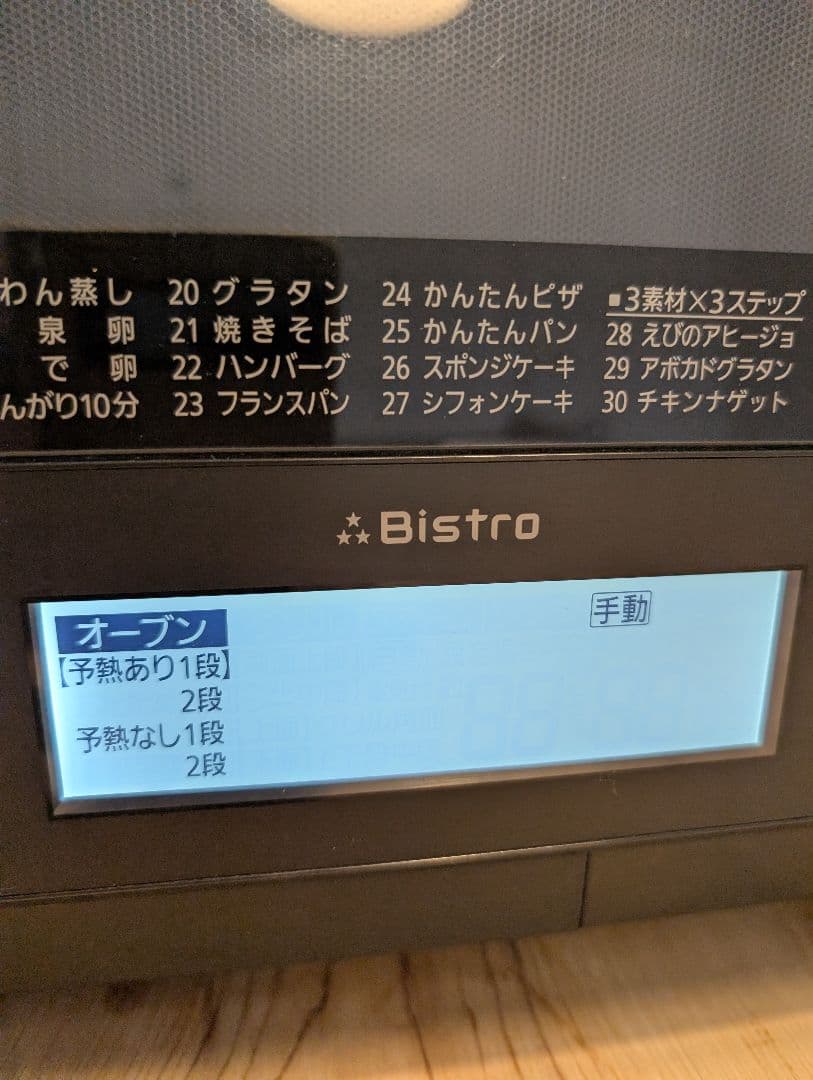 わん蒸し 20 グラタン 24 かんたんピザ ■3素材×3ステップ
泉 卵 21 焼きそば 25 かんたんパン 28 えびのアヒージョ
で 卵 22 ハンバーグ 26 スポンジケーキ 29 アボカドグラタン
んがり10分 23 フランスパン 27 シフォンケーキ 30 チキンナゲット
Bistro
オーブン 手動
【予熱あり1段】
2段
予熱なし1段
2段